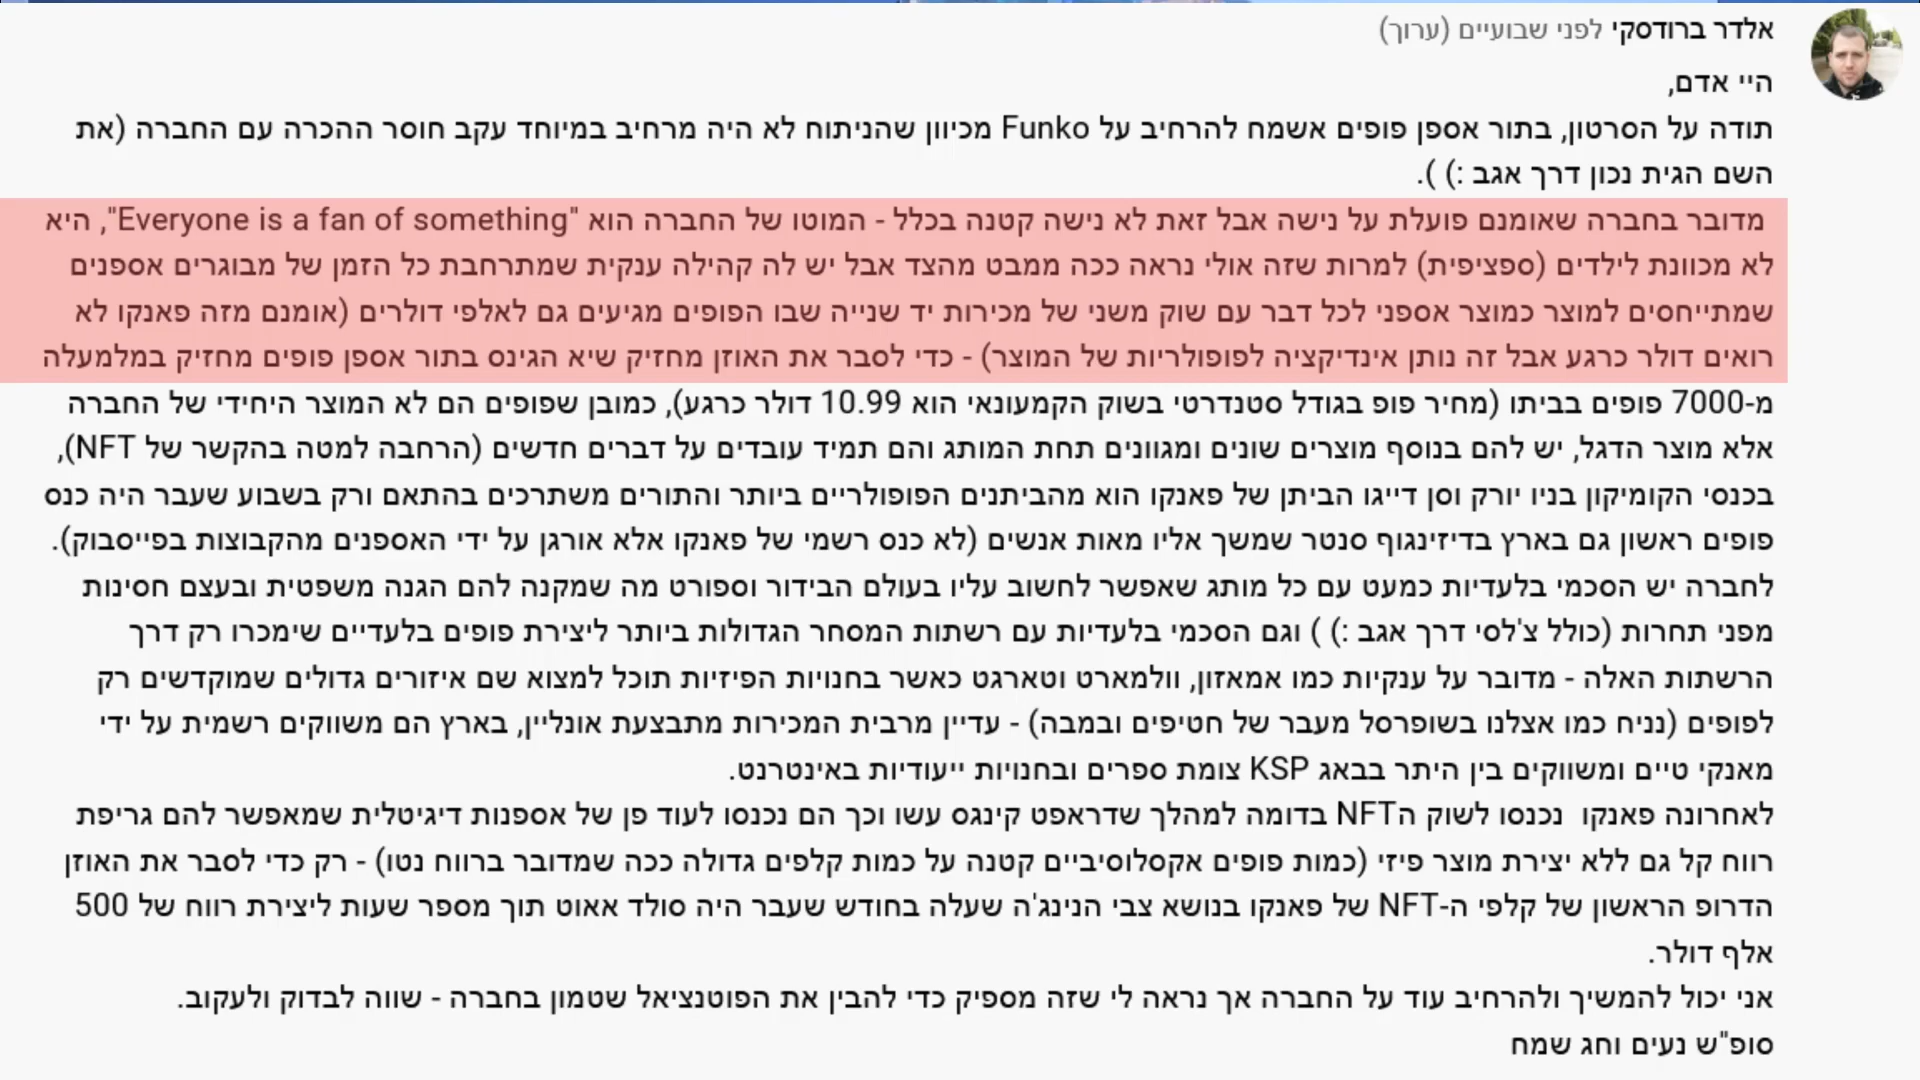 אלדר ברודסקי לפני שבועיים (ערוך)
היי אדם,
תודה על הסרטון, בתור אספן פופים אשמח להרחיב על Funko מכיוון שהניתוח לא היה מרחיב במיוחד עקב חוסר ההכרה עם החברה (את
השם הגית נכון דרך אגב :) ).
מדובר בחברה שאומנם פועלת על נישה אבל זאת לא נישה קטנה בכלל - המוטו של החברה הוא "Everyone is a fan of something", היא
לא מכוונת לילדים (ספציפית) למרות שזה אולי נראה ככה ממבט מהצד אבל יש לה קהילה ענקית שמתרחבת כל הזמן של מבוגרים אספנים
שמתייחסים למוצר כמוצר אספני לכל דבר עם שוק משני של מכירות יד שנייה שבו הפופים מגיעים גם לאלפי דולרים (אומנם מזה פאנקו לא
רואים דולר כרגע אבל זה נותן אינדיקציה לפופולריות של המוצר) - כדי לסבר את האוזן מחזיק שיא הגינס בתור אספן פופים מחזיק במלמעלה
מ-7000 פופים בביתו (מחיר פופ בגודל סטנדרטי בשוק הקמעונאי הוא 10.99 דולר כרגע), כמובן שפופים הם לא המוצר היחידי של החברה
אלא מוצר הדגל, יש להם בנוסף מוצרים שונים ומגוונים תחת המותג והם תמיד עובדים על דברים חדשים (הרחבה למטה בהקשר של NFT),
בכנסי הקומיקון בניו יורק וסן דייגו הביתן של פאנקו הוא מהביתנים הפופולריים ביותר והתורים משתרכים בהתאם ורק בשבוע שעבר היה כנס
פופים ראשון גם בארץ בדיזינגוף סנטר שמשך אליו מאות אנשים (לא כנס רשמי של פאנקו אלא אורגן על ידי האספנים מהקבוצות בפייסבוק).
לחברה יש הסכמי בלעדיות כמעט עם כל מותג שאפשר לחשוב עליו בעולם הבידור וספורט מה שמקנה להם הגנה משפטית ובעצם חסינות
מפני תחרות (כולל צ'לסי דרך אגב :) ) וגם הסכמי בלעדיות עם רשתות המסחר הגדולות ביותר ליצירת פופים בלעדיים שימכרו רק דרך
הרשתות האלה - מדובר על ענקיות כמו אמאזון, וולמארט וטארגט כאשר בחנויות הפיזיות תוכל למצוא שם איזורים גדולים שמוקדשים רק
לפופים (נניח כמו אצלנו בשופרסל מעבר של חטיפים ובמבה) - עדיין מרבית המכירות מתבצעת אונליין, בארץ הם משווקים רשמית על ידי
מאנקי טיים ומשווקים בין היתר בבאג KSP צומת ספרים ובחנויות ייעודיות באינטרנט.
לאחרונה פאנקו  נכנסו לשוק הNFT בדומה למהלך שדראפט קינגס עשו וכך הם נכנסו לעוד פן של אספנות דיגיטלית שמאפשר להם גריפת
רווח קל גם ללא יצירת מוצר פיזי (כמות פופים אקסלוסיביים קטנה על כמות קלפים גדולה ככה שמדובר ברווח נטו) - רק כדי לסבר את האוזן
הדרופ הראשון של קלפי ה-NFT של פאנקו בנושא צבי הנינג'ה שעלה בחודש שעבר היה סולד אאוט תוך מספר שעות ליצירת רווח של 500
אלף דולר.
אני יכול להמשיך ולהרחיב עוד על החברה אך נראה לי שזה מספיק כדי להבין את הפוטנציאל שטמון בחברה - שווה לבדוק ולעקוב.
סופ"ש נעים וחג שמח